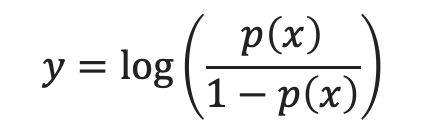 y = log(p(x) / (1 − p(x)))